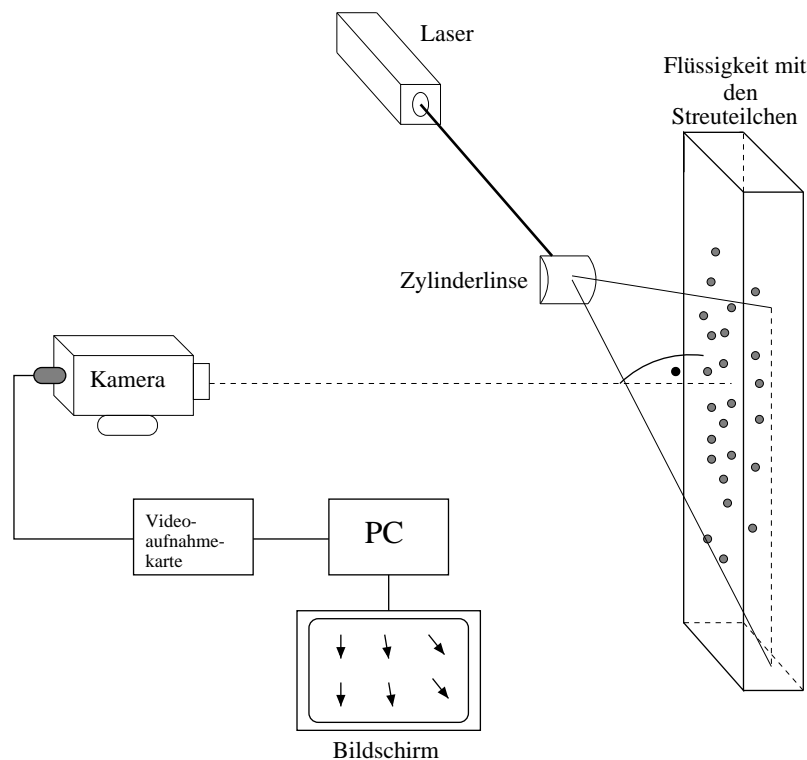 Laser
Flüssigkeit mit
den
Streuteilchen
Zylinderlinse
Kamera
Video-
aufnahme-
karte
PC
Bildschirm